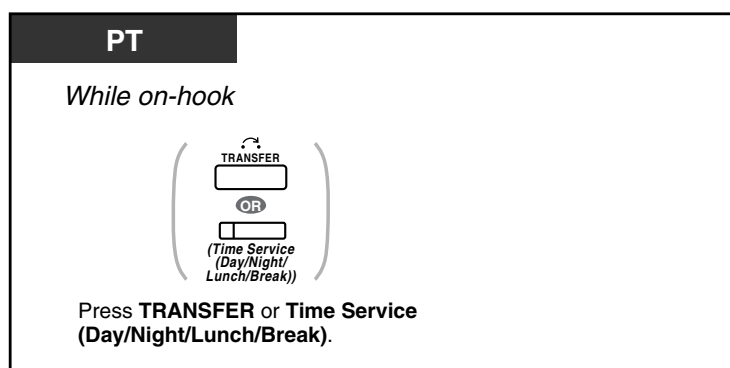 PT
While on-hook
TRANSFER
OR
(Time Service
(Day/Night/
Lunch/Break))
Press TRANSFER or Time Service
(Day/Night/Lunch/Break).